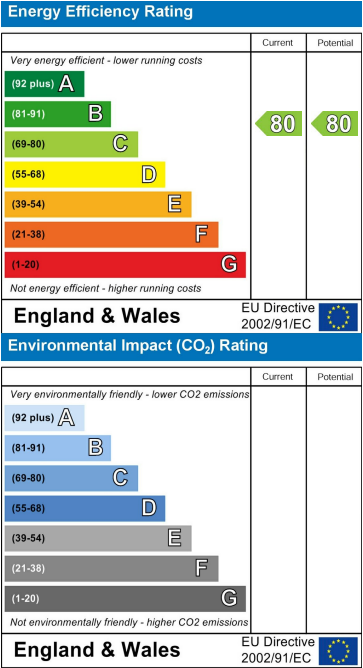 Energy Efficiency Rating
Current Potential
Very energy efficient - lower running costs
(92 plus) A
(81-91) B
(69-80) C
(55-68) D
(39-54) E
(21-38) F
(1-20) G
80 80
Not energy efficient - higher running costs
England & Wales
EU Directive
2002/91/EC
Environmental Impact (CO₂) Rating
Current Potential
Very environmentally friendly - lower CO2 emissions
(92 plus) A
(81-91) B
(69-80) C
(55-68) D
(39-54) E
(21-38) F
(1-20) G
Not environmentally friendly - higher CO2 emissions
England & Wales
EU Directive
2002/91/EC